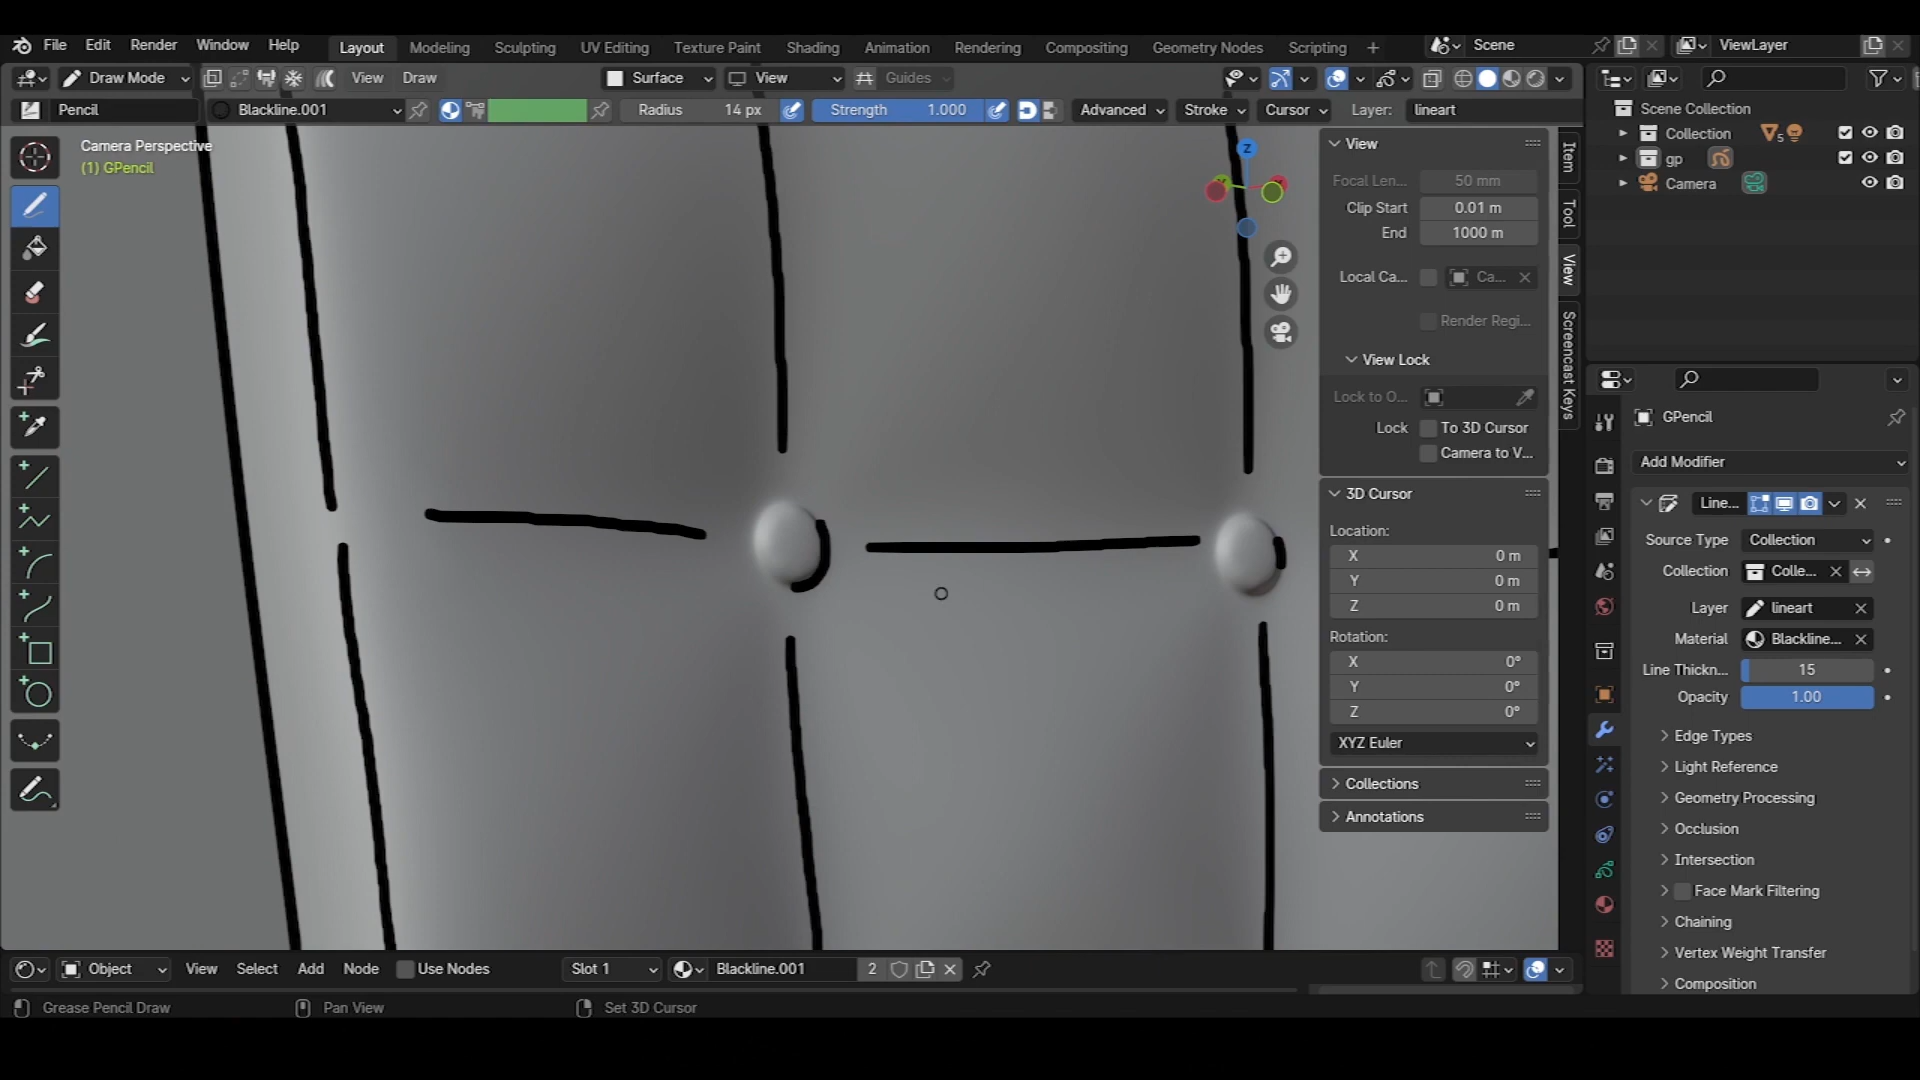 File Edit Render Window Help Layout Modeling Sculpting UV Editing Texture Paint Shading Animation Rendering Compositing Geometry Nodes Scripting + Scene ViewLayer
Draw Mode View Draw Surface View Guides
Pencil Blackline.001 Radius 14 px Strength 1.000 Advanced Stroke Cursor Layer: lineart
Camera Perspective
(1) GPencil
Z
View
Focal Len... 50 mm
Clip Start 0.01 m
End 1000 m
Local Ca... Ca...
Render Regi...
View Lock
Lock to O...
Lock To 3D Cursor
Camera to V...
3D Cursor
Location:
X 0 m
Y 0 m
Z 0 m
Rotation:
X 0°
Y 0°
Z 0°
XYZ Euler
Collections
Annotations
Item
Tool
View
Screencast Keys
Scene Collection
Collection 5
gp
Camera
GPencil
Add Modifier
Line...
Source Type Collection
Collection Colle...
Layer lineart
Material Blackline...
Line Thickn... 15
Opacity 1.00
Edge Types
Light Reference
Geometry Processing
Occlusion
Intersection
Face Mark Filtering
Chaining
Vertex Weight Transfer
Composition
Object View Select Add Node Use Nodes Slot 1 Blackline.001 2
Grease Pencil Draw Pan View Set 3D Cursor